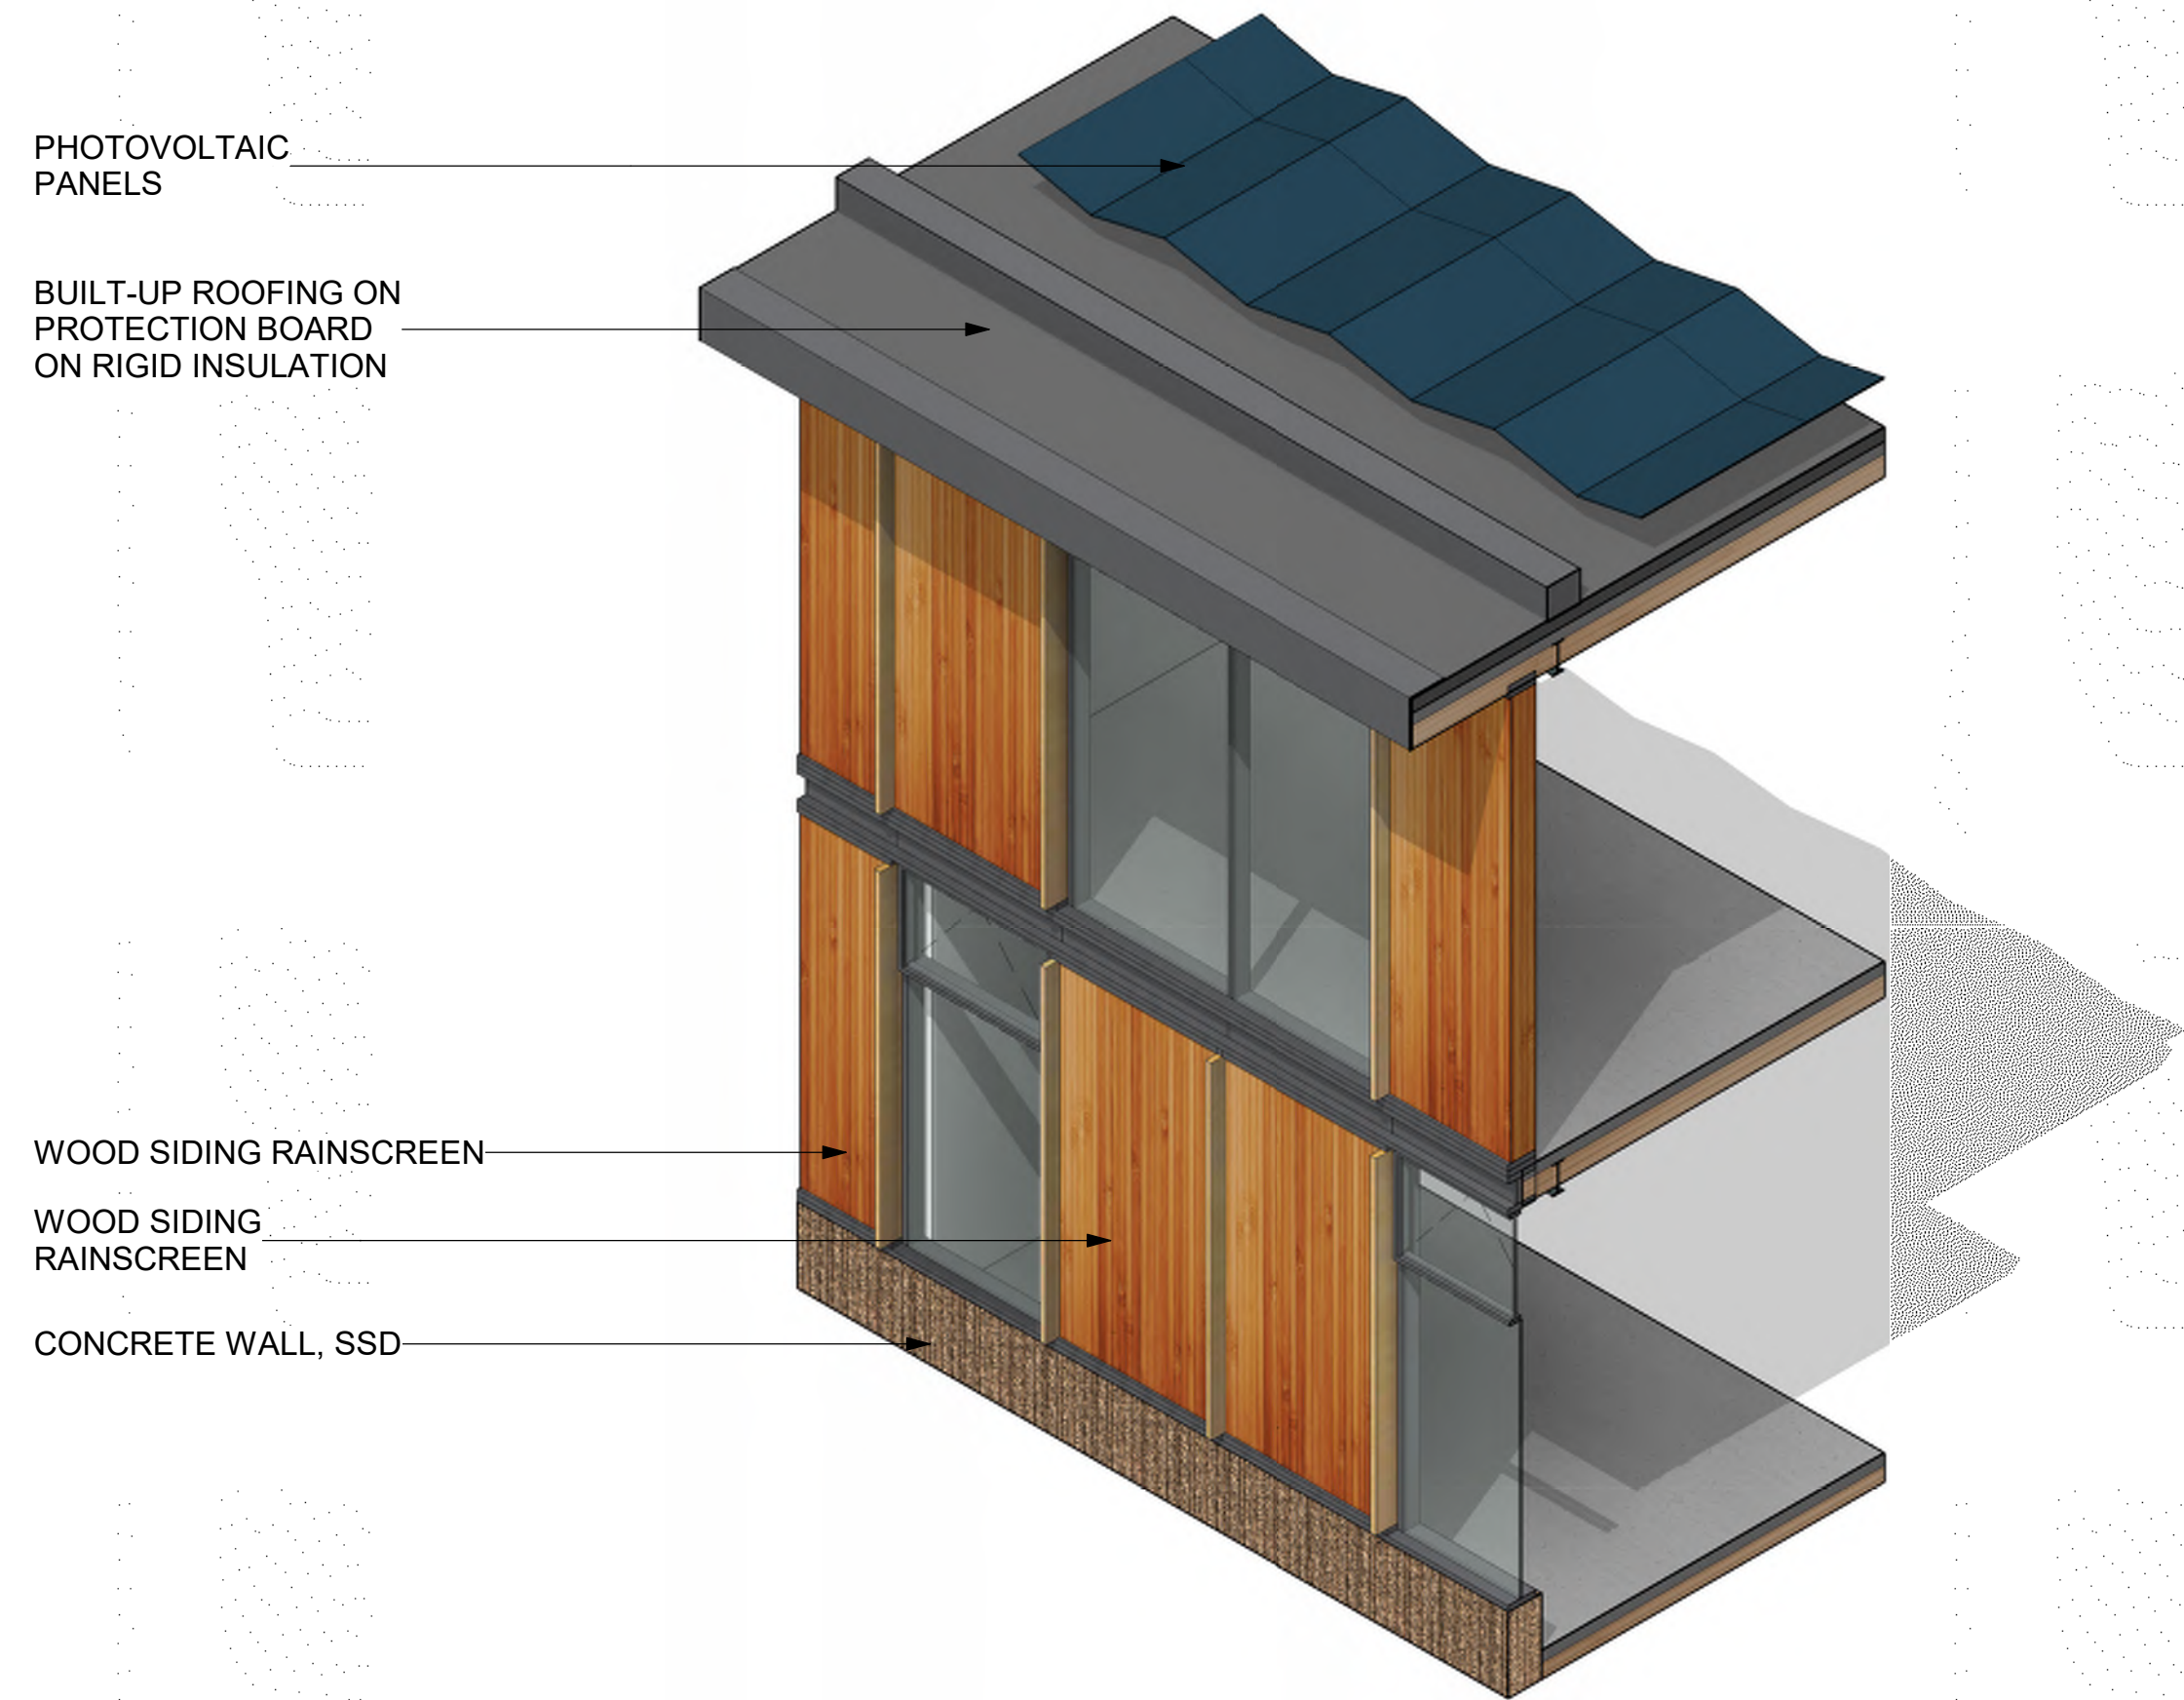 PHOTOVOLTAIC
PANELS
BUILT-UP ROOFING ON
PROTECTION BOARD
ON RIGID INSULATION
WOOD SIDING RAINSCREEN
WOOD SIDING
RAINSCREEN
CONCRETE WALL, SSD